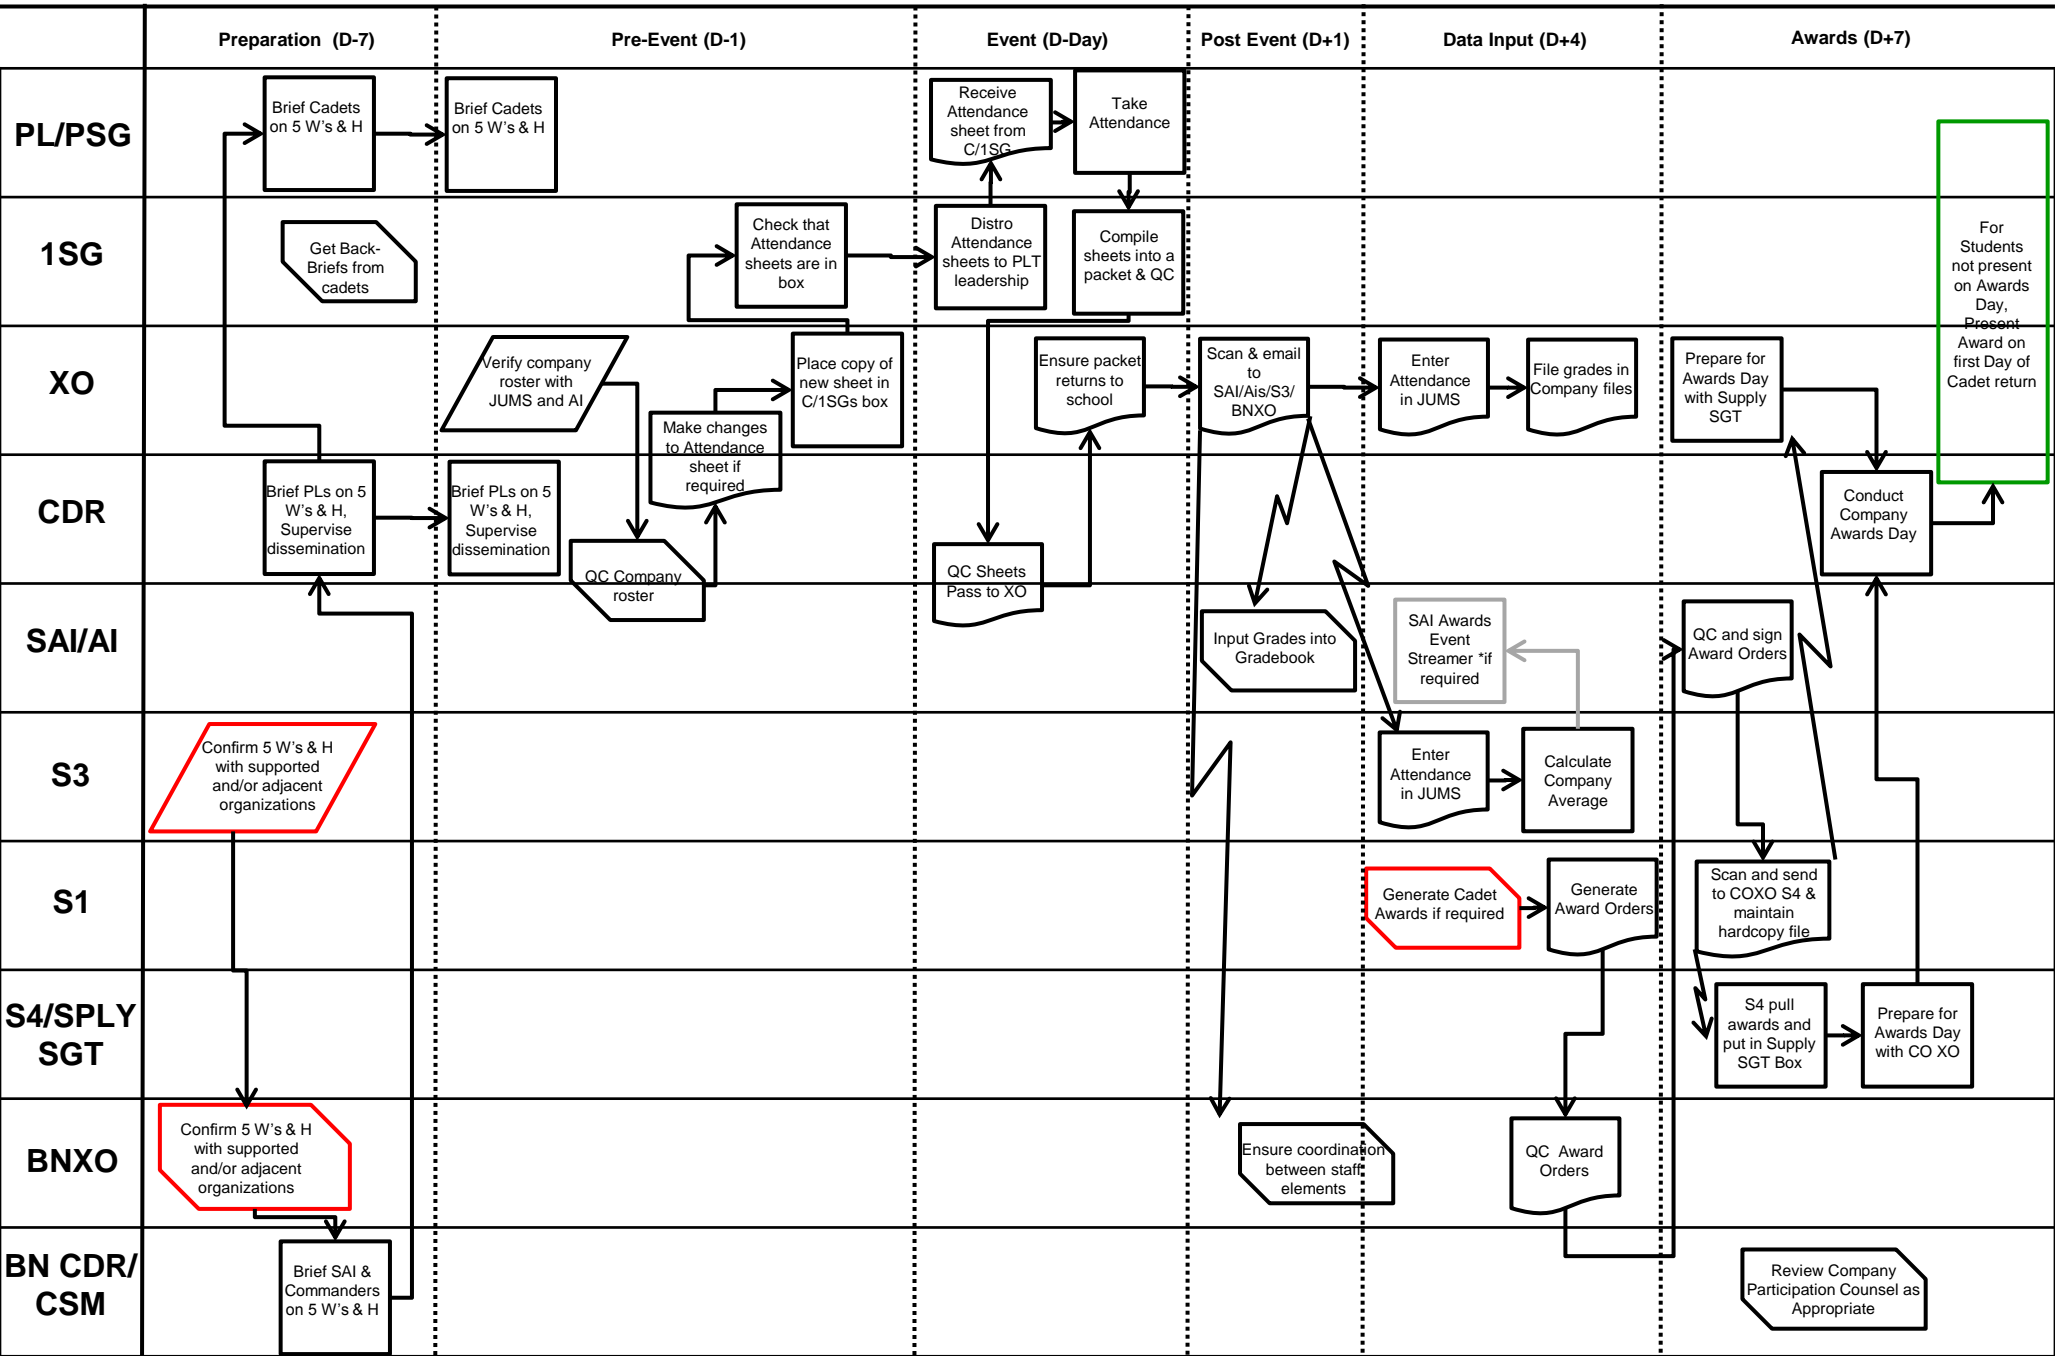 Preparation (D-7)
Pre-Event (D-1)
Event (D-Day)
Post Event (D+1)
Data Input (D+4)
Awards (D+7)
PL/PSG
Brief Cadets
on 5 W's & H
Brief Cadets
on 5 W's & H
Receive
Attendance
sheet from
C/1SG
Take
Attendance
1SG
Get Back-
Briefs from
cadets
Check that
Attendance
sheets are in
box
Distro
Attendance
sheets to PLT
leadership
Compile
sheets into a
packet & QC
For
Students
not present
on Awards
Day,
Present
Award on
first Day of
Cadet return
XO
Verify company
roster with
JUMS and AI
Make changes
to Attendance
sheet if
required
Place copy of
new sheet in
C/1SGs box
Ensure packet
returns to
school
Scan & email
to
SAI/Ais/S3/
BNXO
Enter
Attendance
in JUMS
File grades in
Company files
Prepare for
Awards Day
with Supply
SGT
CDR
Brief PLs on 5
W's & H,
Supervise
dissemination
Brief PLs on 5
W's & H,
Supervise
dissemination
QC Company
roster
QC Sheets
Pass to XO
Conduct
Company
Awards Day
SAI/AI
Input Grades into
Gradebook
SAI Awards
Event
Streamer *if
required
QC and sign
Award Orders
S3
Confirm 5 W's & H
with supported
and/or adjacent
organizations
Enter
Attendance
in JUMS
Calculate
Company
Average
S1
Generate Cadet
Awards if required
Generate
Award Orders
Scan and send
to COXO S4 &
maintain
hardcopy file
S4/SPLY
SGT
S4 pull
awards and
put in Supply
SGT Box
Prepare for
Awards Day
with CO XO
BNXO
Confirm 5 W's & H
with supported
and/or adjacent
organizations
Ensure coordination
between staff
elements
QC Award
Orders
BN CDR/
CSM
Brief SAI &
Commanders
on 5 W's & H
Review Company
Participation Counsel as
Appropriate